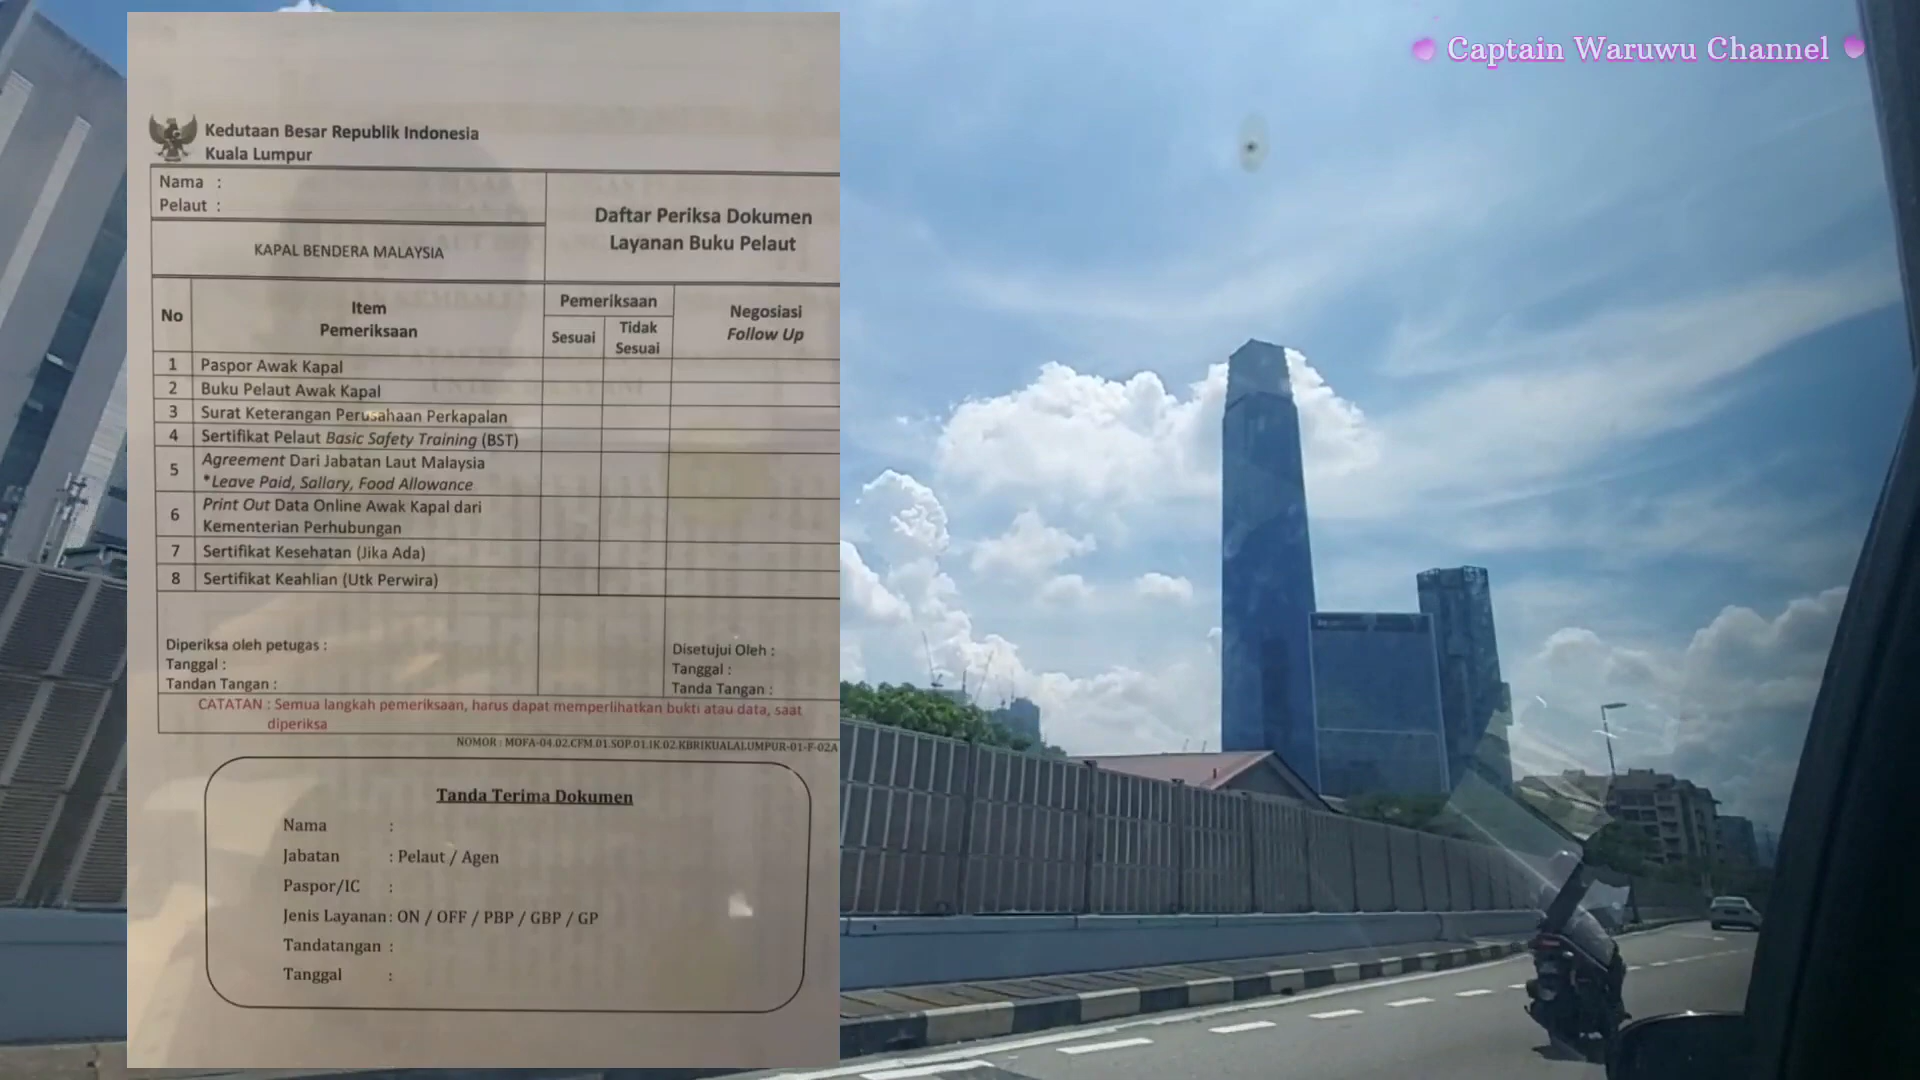 Captain Waruwu Channel
Kedutaan Besar Republik Indonesia
Kuala Lumpur
Nama :
Pelaut :
Daftar Periksa Dokumen
Layanan Buku Pelaut
KAPAL BENDERA MALAYSIA
No
Item
Pemeriksaan
Pemeriksaan
Sesuai
Tidak
Sesuai
Negosiasi
Follow Up
1 Paspor Awak Kapal
2 Buku Pelaut Awak Kapal
3 Surat Keterangan Perusahaan Perkapalan
4 Sertifikat Pelaut Basic Safety Training (BST)
5 Agreement Dari Jabatan Laut Malaysia
*Leave Paid, Sallary, Food Allowance
6 Print Out Data Online Awak Kapal dari
Kementerian Perhubungan
7 Sertifikat Kesehatan (Jika Ada)
8 Sertifikat Keahlian (Utk Perwira)
Diperiksa oleh petugas :
Tanggal :
Tandan Tangan :
Disetujui Oleh :
Tanggal :
Tanda Tangan :
CATATAN : Semua langkah pemeriksaan, harus dapat memperlihatkan bukti atau data, saat
diperiksa
NOMOR : MOFA-04.02.CFM.01.SOP.01.IK.02.KBRIKUALALUMPUR-01-F-02A
Tanda Terima Dokumen
Nama :
Jabatan : Pelaut / Agen
Paspor/IC :
Jenis Layanan : ON / OFF / PBP / GBP / GP
Tandatangan :
Tanggal :